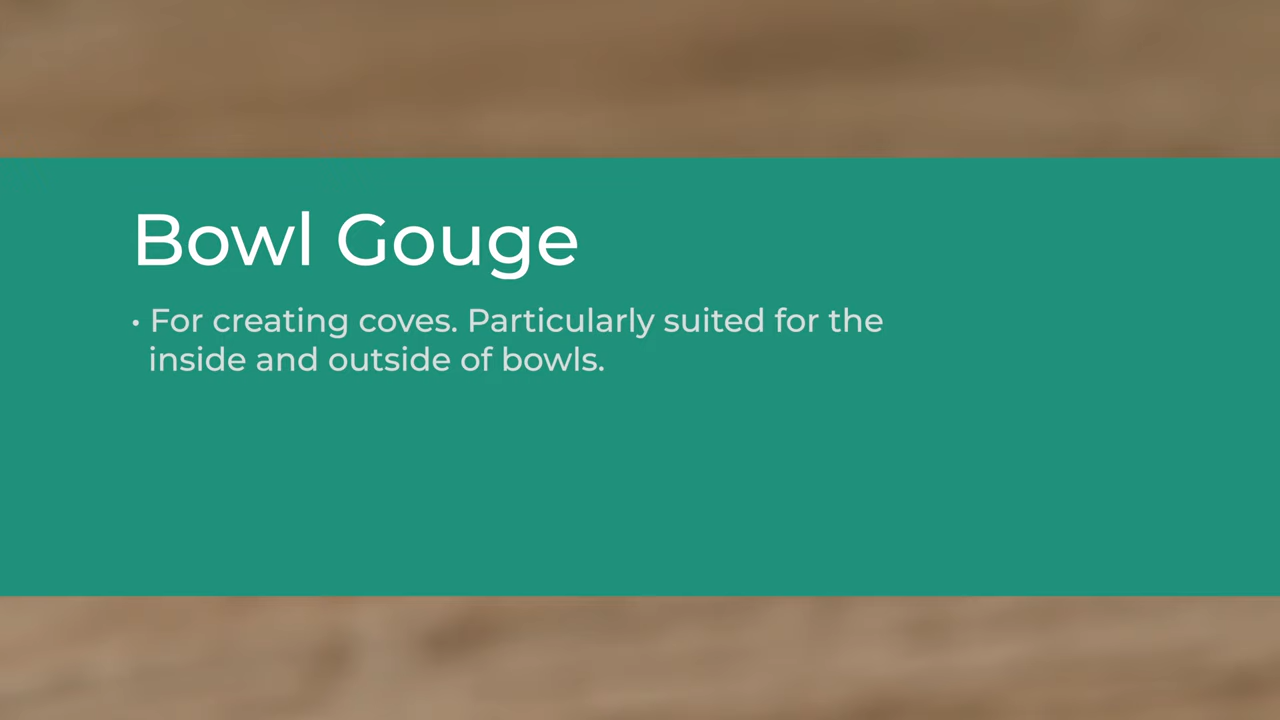 Bowl Gouge
• For creating coves. Particularly suited for the
inside and outside of bowls.